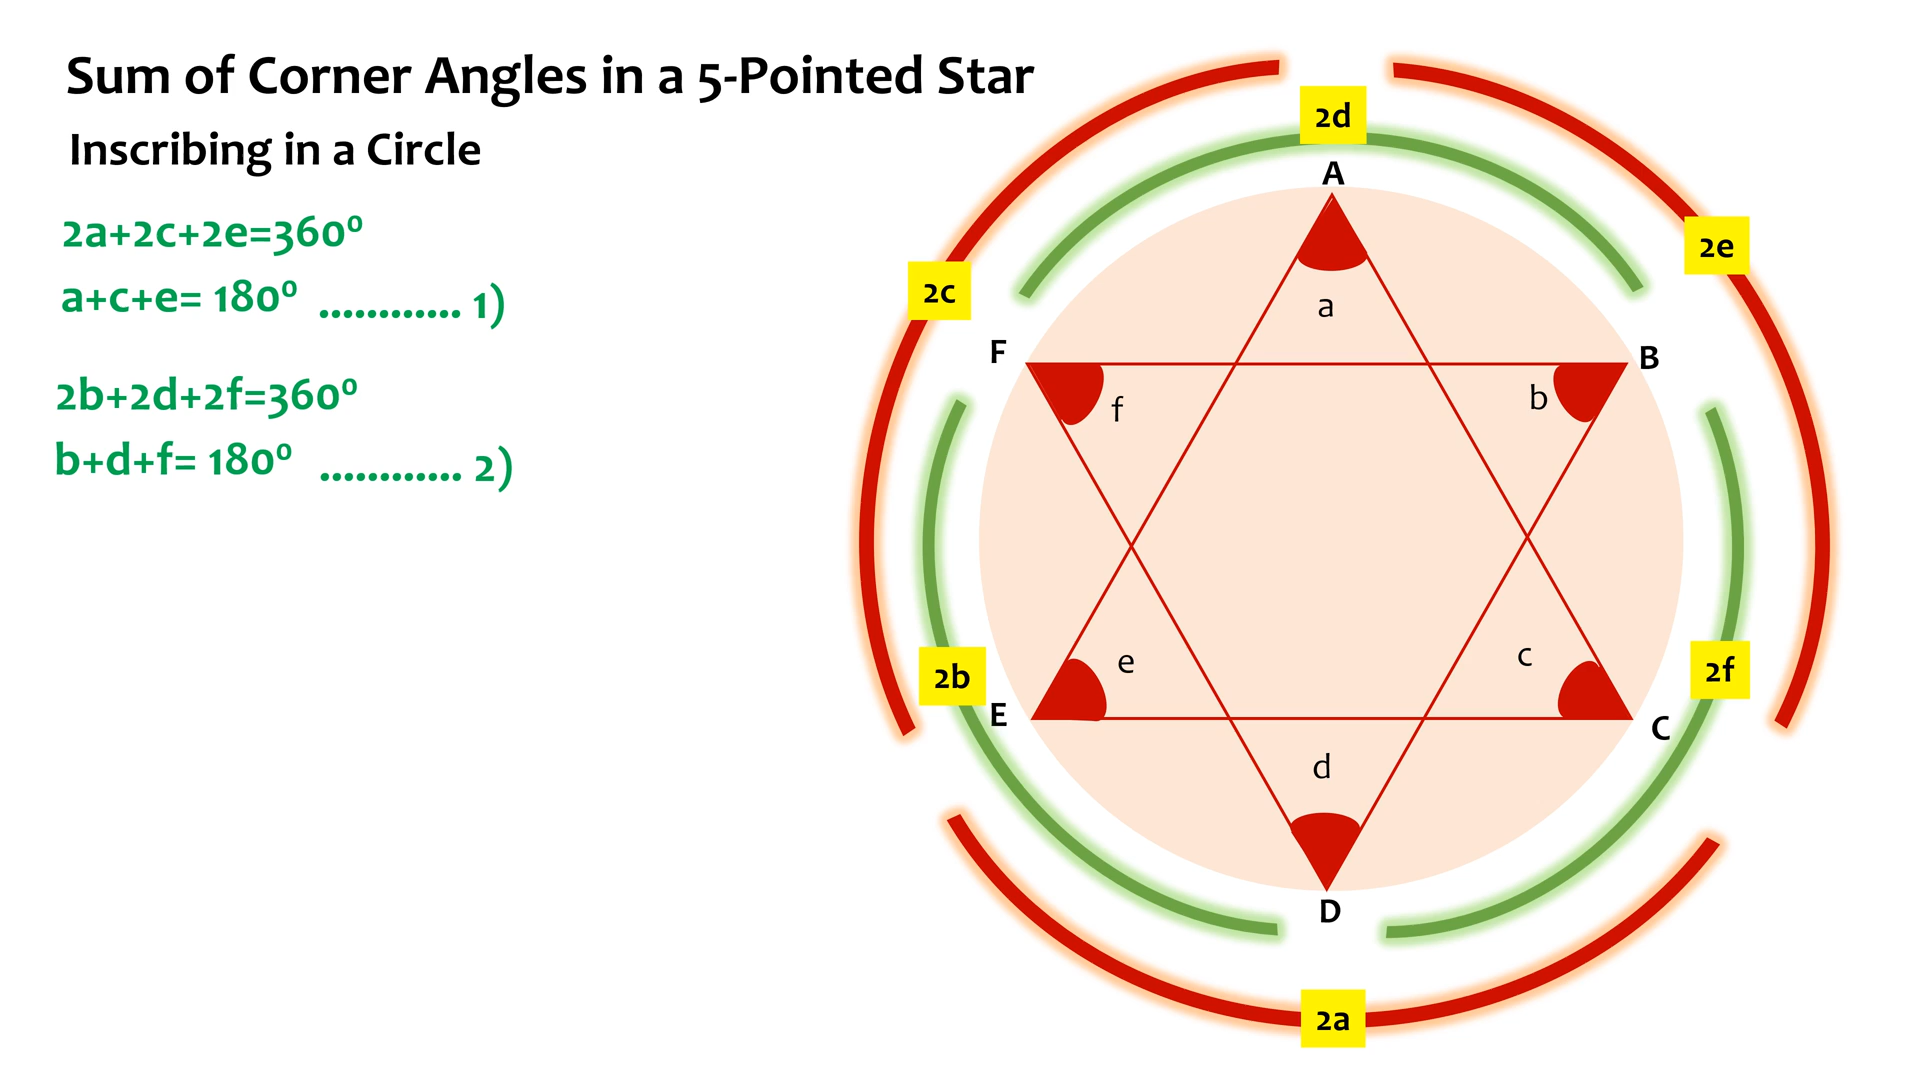 Sum of Corner Angles in a 5-Pointed Star
Inscribing in a Circle
2a+2c+2e=360⁰
a+c+e= 180⁰ ............ 1)
2b+2d+2f=360⁰
b+d+f= 180⁰ ............ 2)
2d
A
2e
2c
a
F
B
b
f
c
e
2f
2b
E
C
d
D
2a